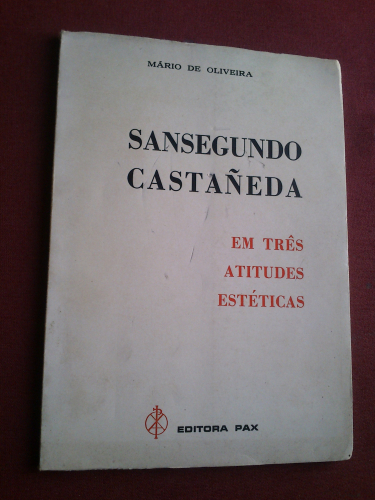 MÁRIO DE OLIVEIRA
SANSEGUNDO
CASTAÑEDA
EM TRÊS
ATITUDES
ESTÉTICAS
EDITORA PAX